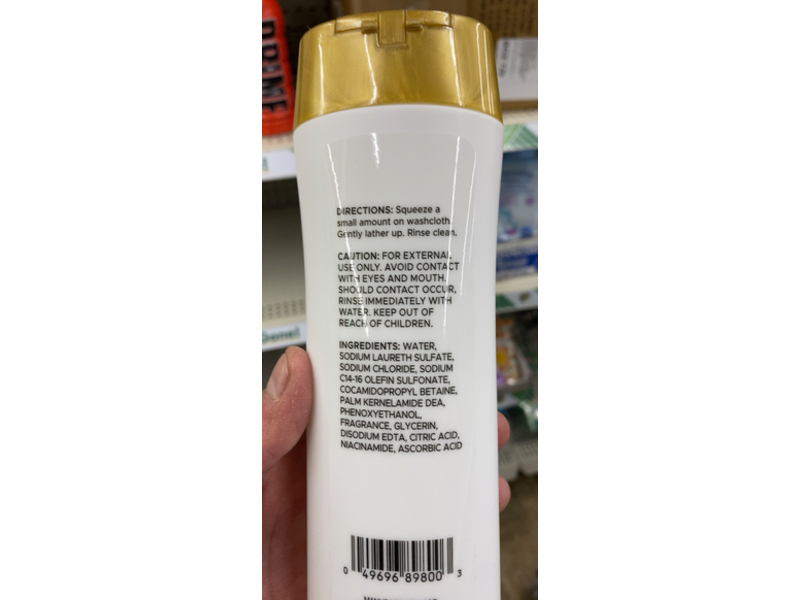 PRIME
DIRECTIONS: Squeeze a
small amount on washcloth.
Gently lather up. Rinse clean.
CAUTION: FOR EXTERNAL
USE ONLY. AVOID CONTACT
WITH EYES AND MOUTH.
SHOULD CONTACT OCCUR,
RINSE IMMEDIATELY WITH
WATER. KEEP OUT OF
REACH OF CHILDREN.
INGREDIENTS: WATER,
SODIUM LAURETH SULFATE,
SODIUM CHLORIDE, SODIUM
C14-16 OLEFIN SULFONATE,
COCAMIDOPROPYL BETAINE,
PALM KERNELAMIDE DEA,
PHENOXYETHANOL,
FRAGRANCE, GLYCERIN,
DISODIUM EDTA, CITRIC ACID,
NIACINAMIDE, ASCORBIC ACID
0 49696 89800 3